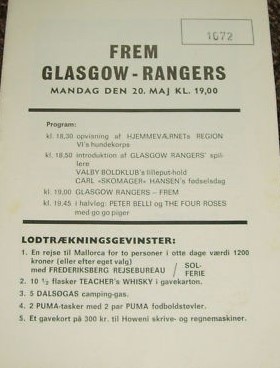 1672
FREM
GLASGOW - RANGERS
MANDAG DEN 20. MAJ KL. 19,00
Program:
kl. 18,30 opvisning af HJEMMEVÆRNETs REGION
VI's hundekorps
kl. 18,50 introduktion af GLASGOW RANGERS' spil-
lere
VALBY BOLDKLUB's lilleput-hold
CARL »SKOMAGER» HANSEN's fødselsdag
kl. 19,00 GLASGOW RANGERS – FREM
kl. 19.45 i halvleg: PETER BELLI og THE FOUR ROSES
med go go piger
LODTRÆKNINGSGEVINSTER:
1. En rejse til Mallorca for to personer i otte dage værdi 1200
kroner (eller efter eget valg)
med FREDERIKSBERG REJSEBUREAU / SOL-
FERIE
2. 10 ½ flasker TEACHER's WHISKY i gavekarton.
3. 5 DALSØGAS camping-gas.
4. 2 PUMA-tasker med 2 par PUMA fodboldstøvler.
5. Et gavekort på 300 kr. til Howeni skrive- og regnemaskiner.